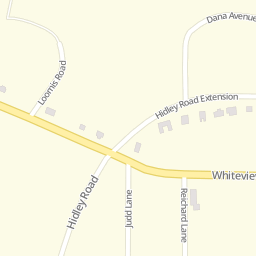 Dana Avenue
Loomis Road
Hidley Road Extension
Hidley Road
Judd Lane
Reichard Lane
Whiteview